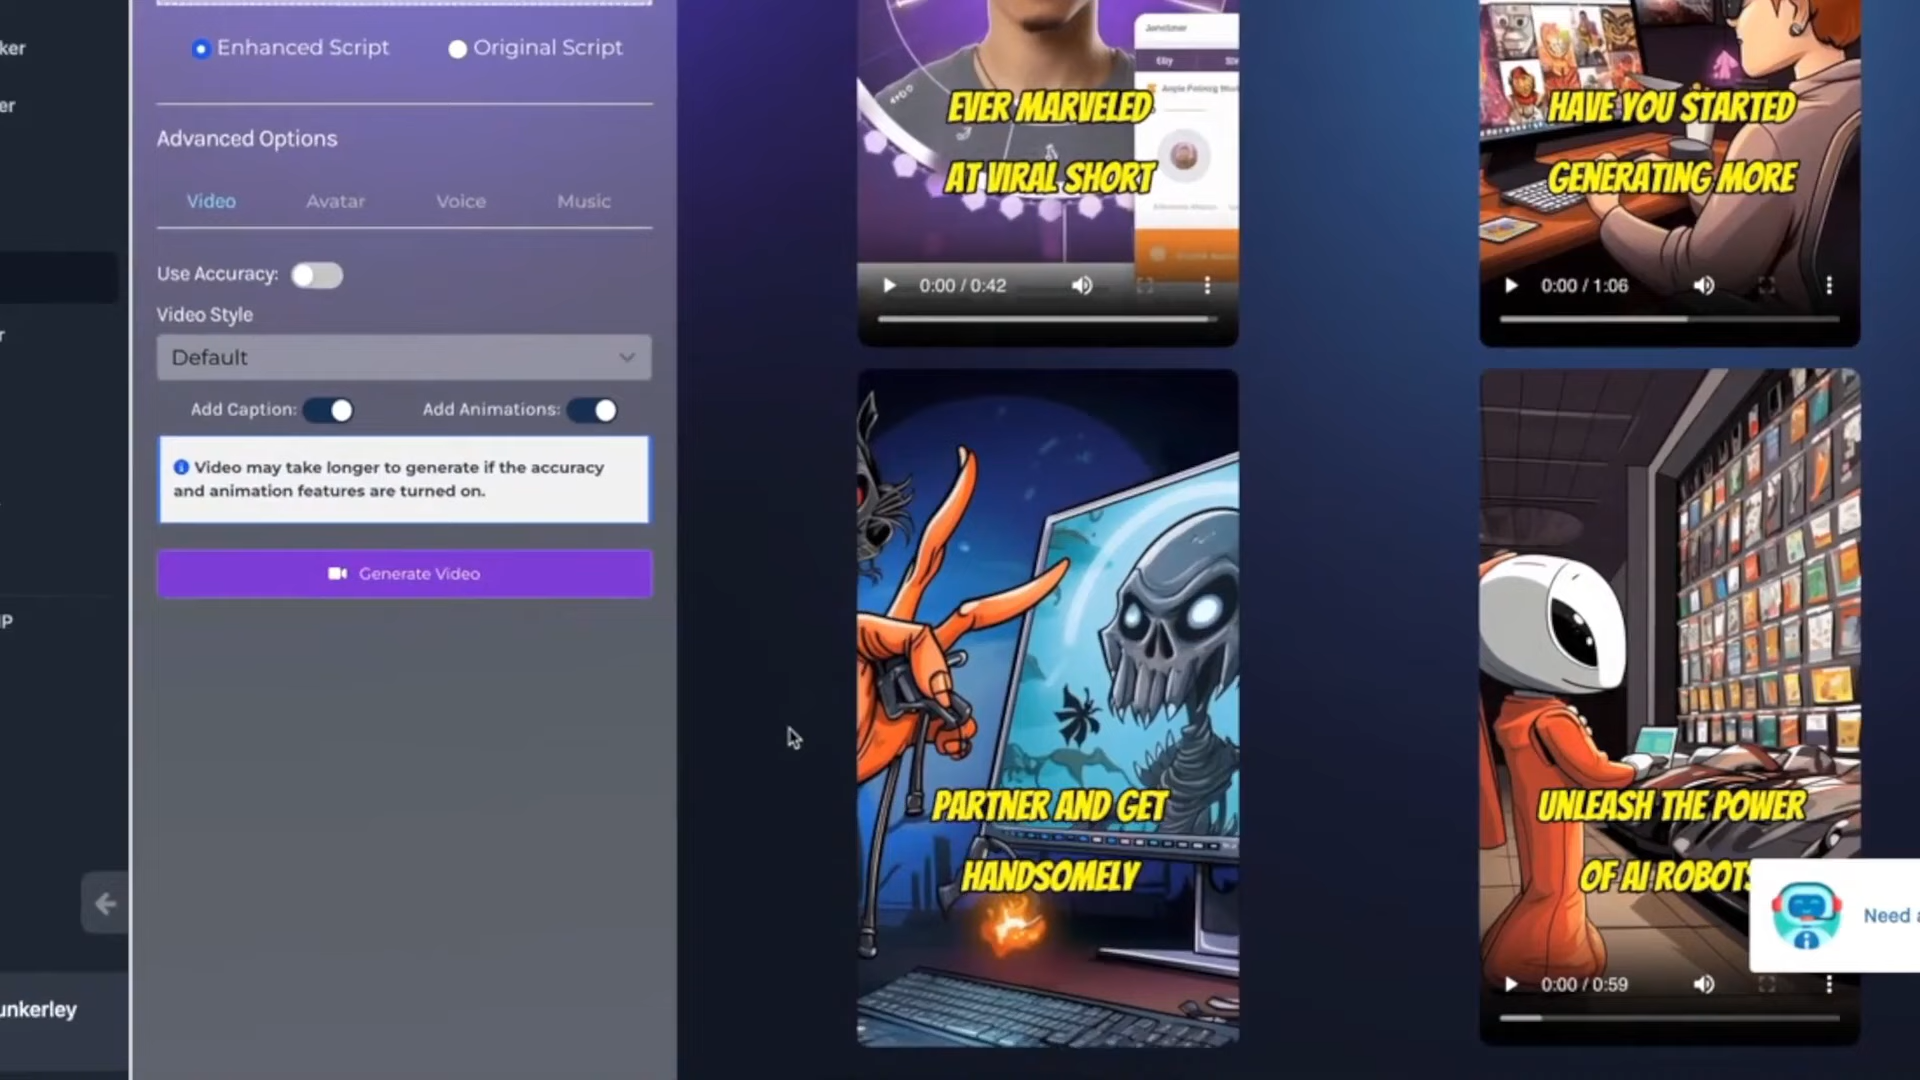 ker
er
r
P
unkerley
Enhanced Script
Original Script
Advanced Options
Video
Avatar
Voice
Music
Use Accuracy:
Video Style
Default
Add Caption:
Add Animations:
Video may take longer to generate if the accuracy
and animation features are turned on.
Generate Video
EVER MARVELED
AT VIRAL SHORT
0:00 / 0:42
HAVE YOU STARTED
GENERATING MORE
0:00 / 1:06
PARTNER AND GET
HANDSOMELY
UNLEASH THE POWER
OF AI ROBOTS
0:00 / 0:59
Need a